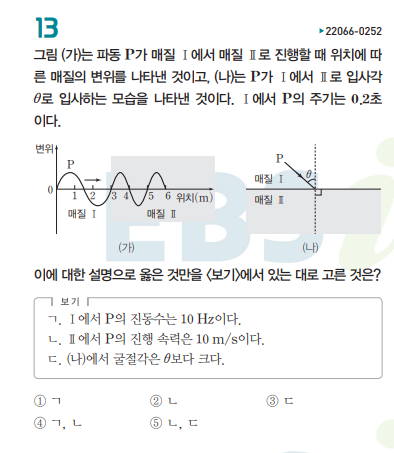 13
▶22066-0252
그림 (가)는 파동 P가 매질 Ⅰ에서 매질 Ⅱ로 진행할 때 위치에 따
른 매질의 변위를 나타낸 것이고, (나)는 P가 Ⅰ에서 Ⅱ로 입사각
θ로 입사하는 모습을 나타낸 것이다. Ⅰ에서 P의 주기는 0.2초
이다.
변위
P
0
1 2 3 4 5 6 위치(m)
매질 Ⅰ 매질 Ⅱ
(가)
P
θ
매질 Ⅰ
매질 Ⅱ
(나)
EBS i
이에 대한 설명으로 옳은 것만을 <보기>에서 있는 대로 고른 것은?
보기
ㄱ. Ⅰ에서 P의 진동수는 10 Hz이다.
ㄴ. Ⅱ에서 P의 진행 속력은 10 m/s이다.
ㄷ. (나)에서 굴절각은 θ보다 크다.
① ㄱ ② ㄴ ③ ㄷ
④ ㄱ, ㄴ ⑤ ㄴ, ㄷ